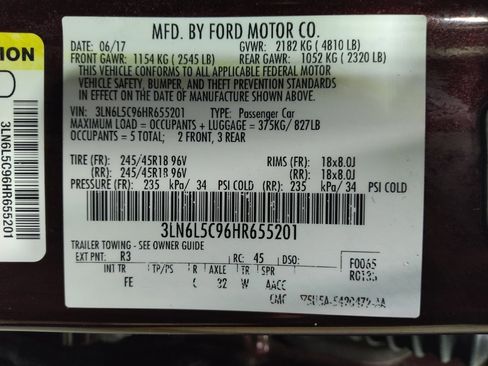 MFD. BY FORD MOTOR CO.
DATE: 06/17 GVWR: 2182 KG ( 4810 LB)
FRONT GAWR: 1154 KG ( 2545 LB) REAR GAWR: 1052 KG ( 2320 LB)
THIS VEHICLE CONFORMS TO ALL APPLICABLE FEDERAL MOTOR
VEHICLE SAFETY, BUMPER, AND THEFT PREVENTION STANDARDS
IN EFFECT ON THE DATE OF MANUFACTURE SHOWN ABOVE.
VIN: 3LN6L5C96HR655201 TYPE: Passenger Car
MAXIMUM LOAD = OCCUPANTS + LUGGAGE = 375KG/ 827LB
OCCUPANTS = 5 TOTAL; 2 FRONT, 3 REAR
TIRE (FR): 245/45R18 96V RIMS (FR): 18x8.0J
(RR): 245/45R18 96V (RR): 18x8.0J
PRESSURE (FR): 235 kPa/ 34 PSI COLD (RR): 235 kPa/ 34 PSI COLD
3LN6L5C96HR655201
TRAILER TOWING - SEE OWNER GUIDE
EXT PNT: R3 RC: 45 DSO: F0065
INT TR TP/PS R AXLE TR SPR
FE 32 W
3LN6L5C96HR655201